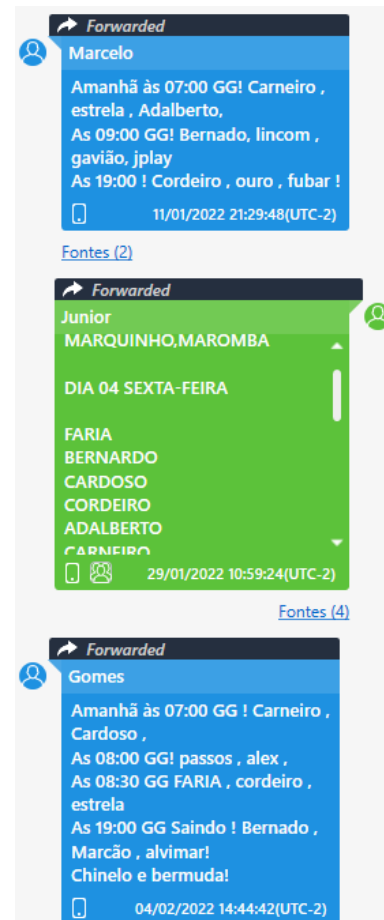 Forwarded
Marcelo
Amanhã às 07:00 GG! Carneiro ,
estrela , Adalberto,
As 09:00 GG! Bernado, lincom ,
gavião, jplay
As 19:00 ! Cordeiro , ouro , fubar !
11/01/2022 21:29:48(UTC-2)
Fontes (2)
Forwarded
Junior
MARQUINHO,MAROMBA
DIA 04 SEXTA-FEIRA
FARIA
BERNARDO
CARDOSO
CORDEIRO
ADALBERTO
CARNEIRO
29/01/2022 10:59:24(UTC-2)
Fontes (4)
Forwarded
Gomes
Amanhã às 07:00 GG ! Carneiro ,
Cardoso ,
As 08:00 GG! passos , alex ,
As 08:30 GG FARIA , cordeiro ,
estrela
As 19:00 GG Saindo ! Bernado ,
Marcão , alvimar!
Chinelo e bermuda!
04/02/2022 14:44:42(UTC-2)